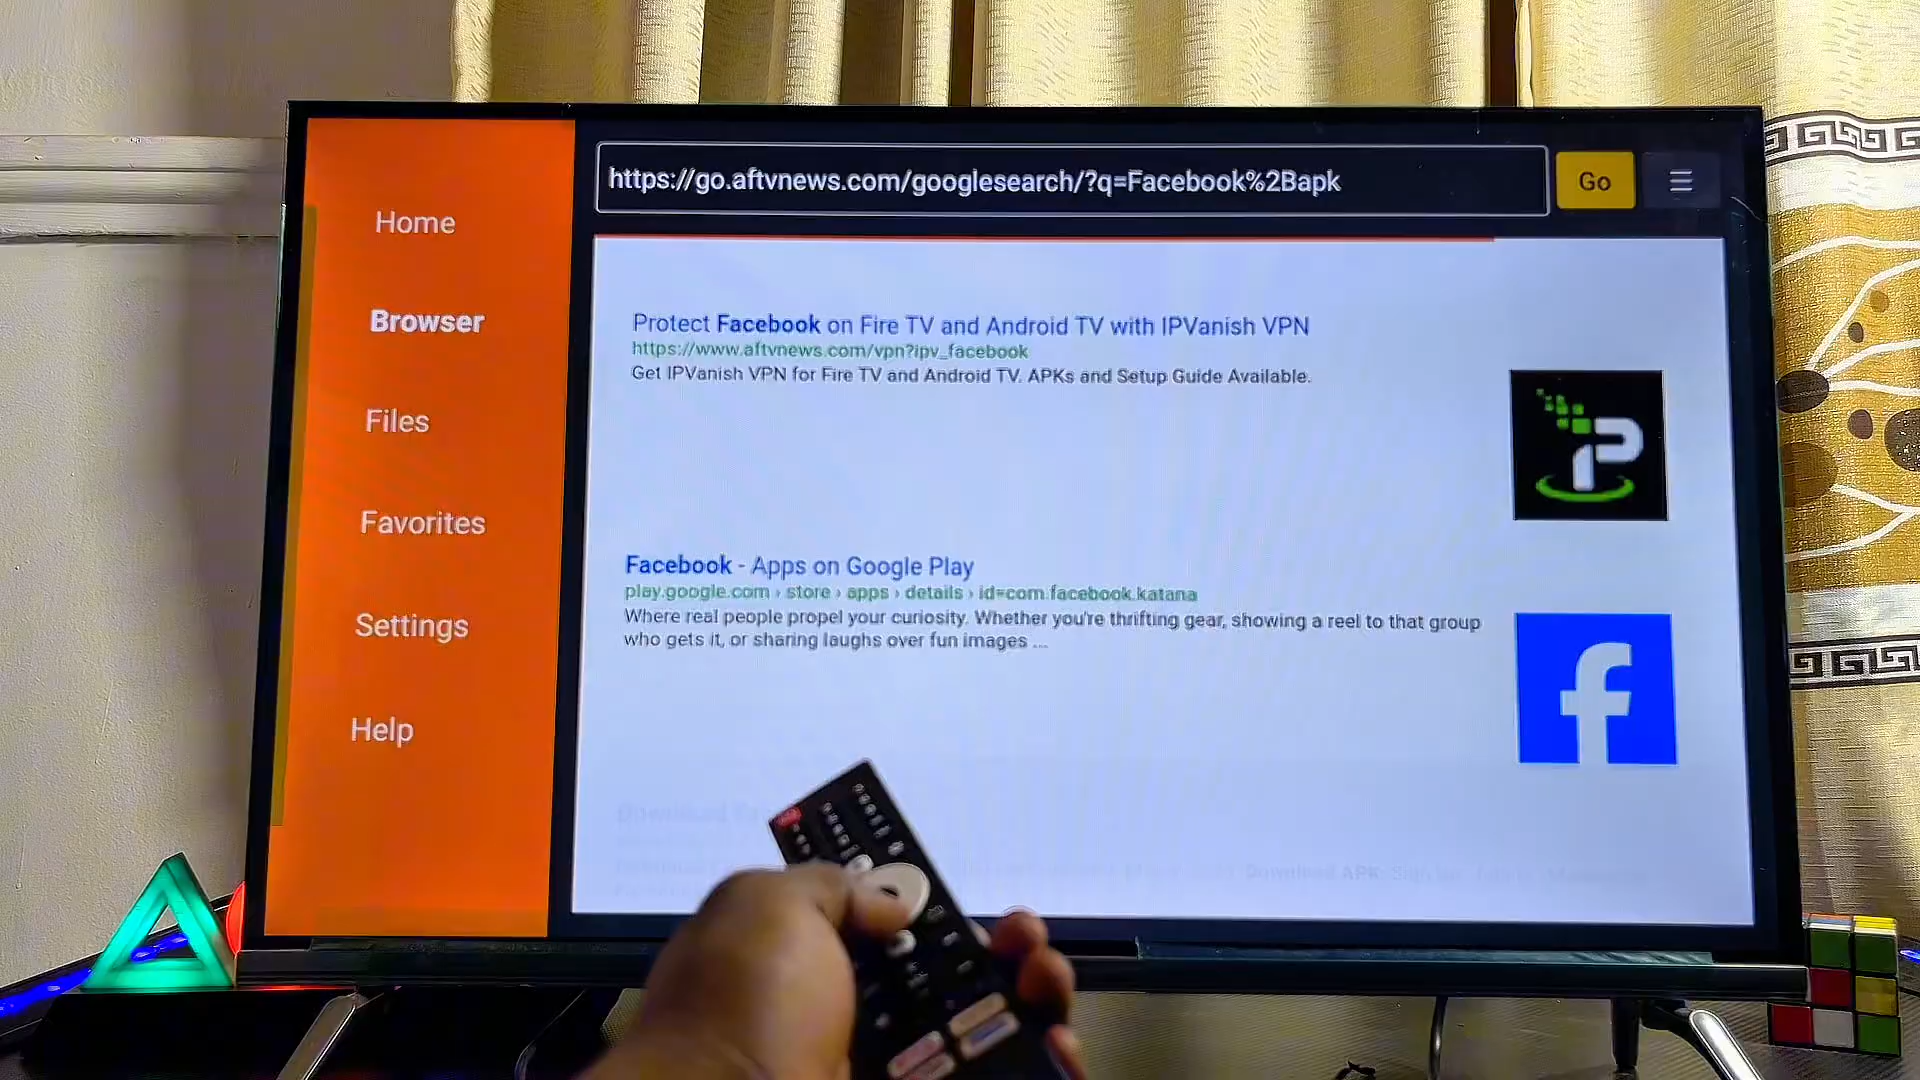 https://go.aftvnews.com/googlesearch/?q=Facebook%2Bapk
Go
Home
Browser
Files
Favorites
Settings
Help
Protect Facebook on Fire TV and Android TV with IPVanish VPN
https://www.aftvnews.com/vpn?ipv_facebook
Get IPVanish VPN for Fire TV and Android TV. APKs and Setup Guide Available.
Facebook - Apps on Google Play
play.google.com › store › apps › details › id=com.facebook.katana
Where real people propel your curiosity. Whether you're thrifting gear, showing a reel to that group
who gets it, or sharing laughs over fun images ...
Download
Download APK